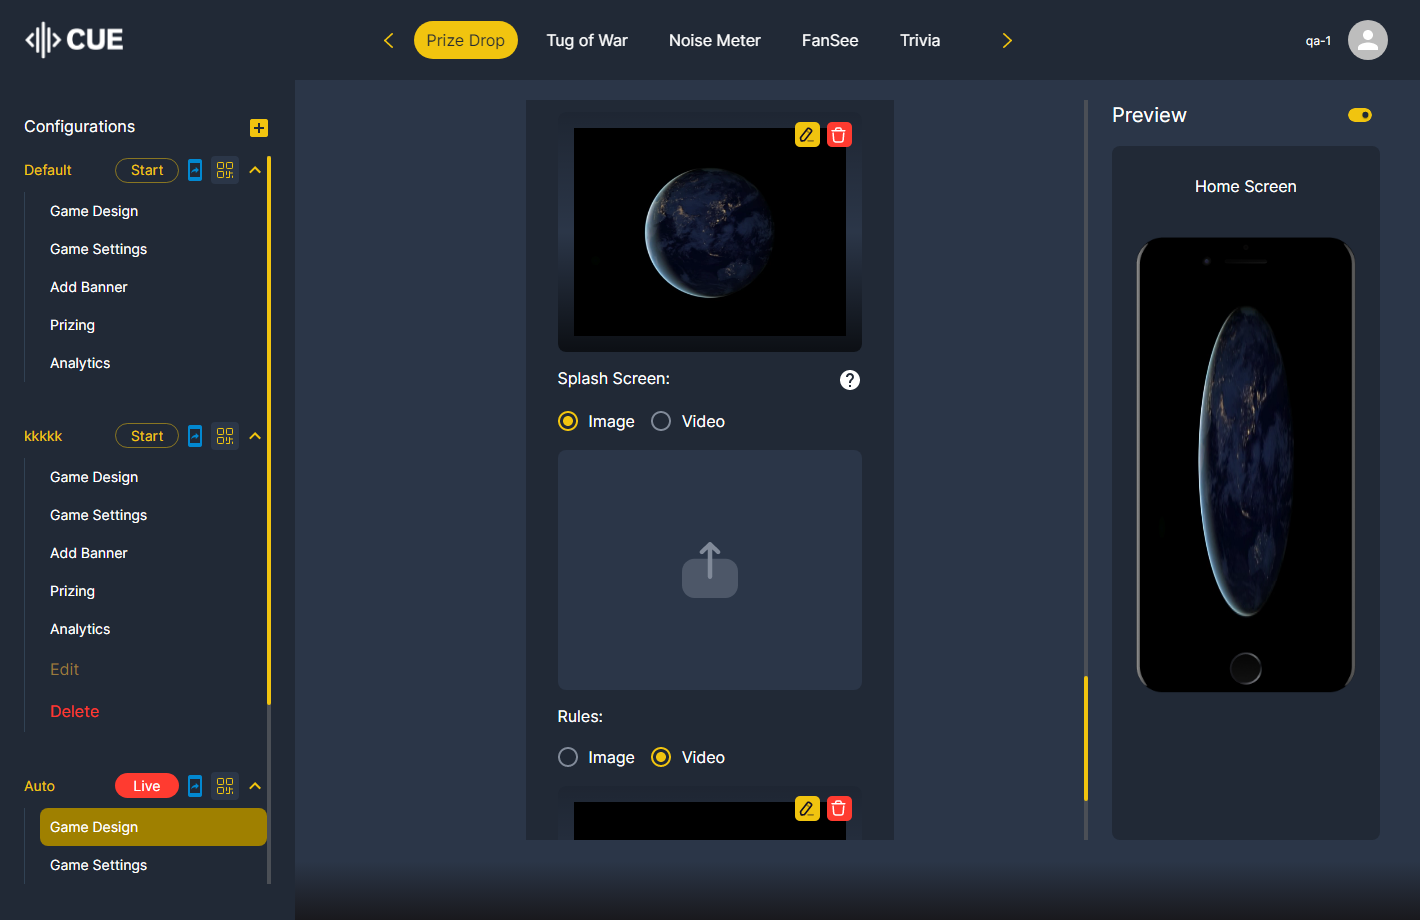 CUE
Prize Drop
Tug of War
Noise Meter
FanSee
Trivia
qa-1
Configurations
Default
Start
Game Design
Game Settings
Add Banner
Prizing
Analytics
kkkkk
Start
Game Design
Game Settings
Add Banner
Prizing
Analytics
Edit
Delete
Auto
Live
Game Design
Game Settings
Splash Screen:
?
Image
Video
Rules:
Image
Video
Preview
Home Screen